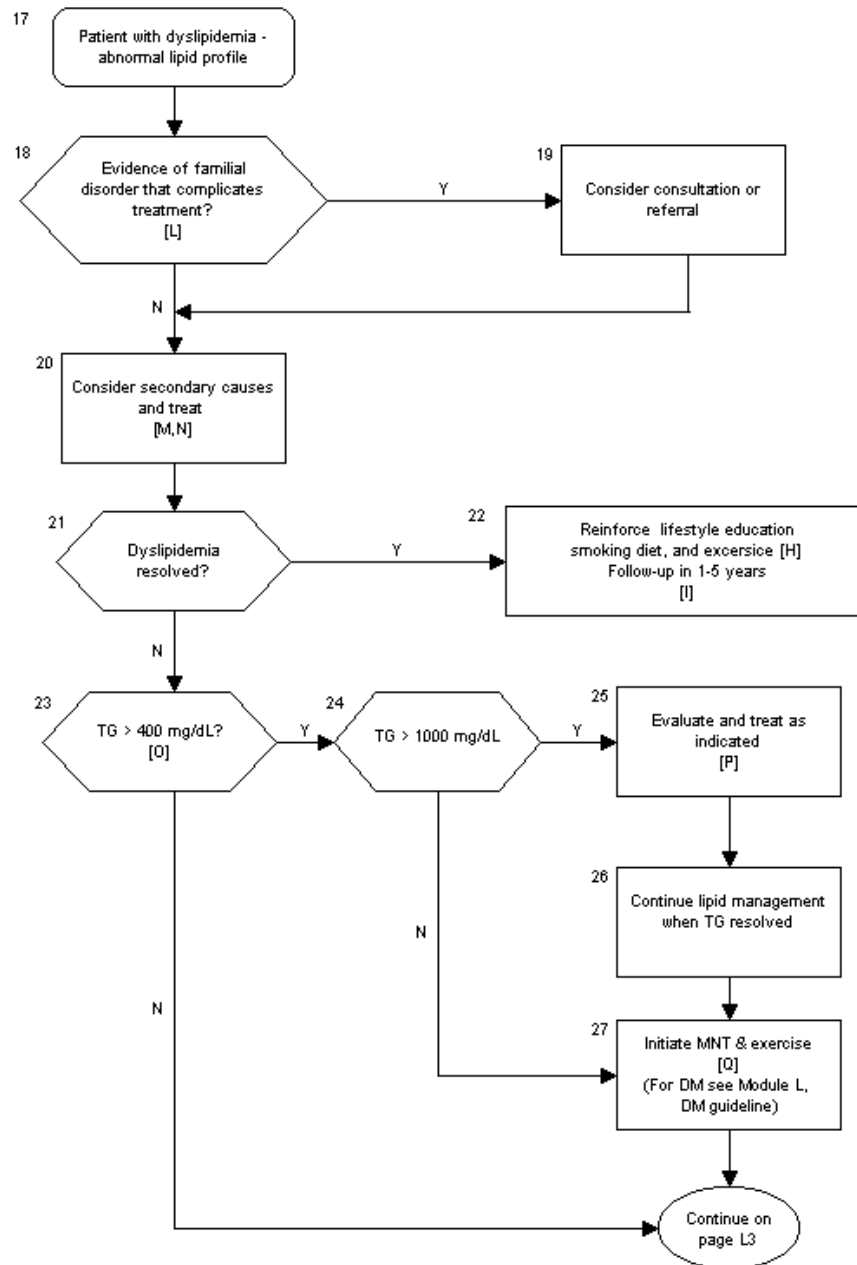 17
Patient with dyslipidemia -
abnormal lipid profile
18
Evidence of familial
disorder that complicates
treatment?
[L]
Y
19
Consider consultation or
referral
N
20
Consider secondary causes
and treat
[M,N]
21
Dyslipidemia
resolved?
Y
22
Reinforce lifestyle education
smoking diet, and excersice [H]
Follow-up in 1-5 years
[I]
N
23
TG > 400 mg/dL?
[O]
Y
24
TG > 1000 mg/dL
Y
25
Evaluate and treat as
indicated
[P]
26
Continue lipid management
when TG resolved
N
N
27
Initiate MNT & exercise
[Q]
(For DM see Module L,
DM guideline)
Continue on
page L3